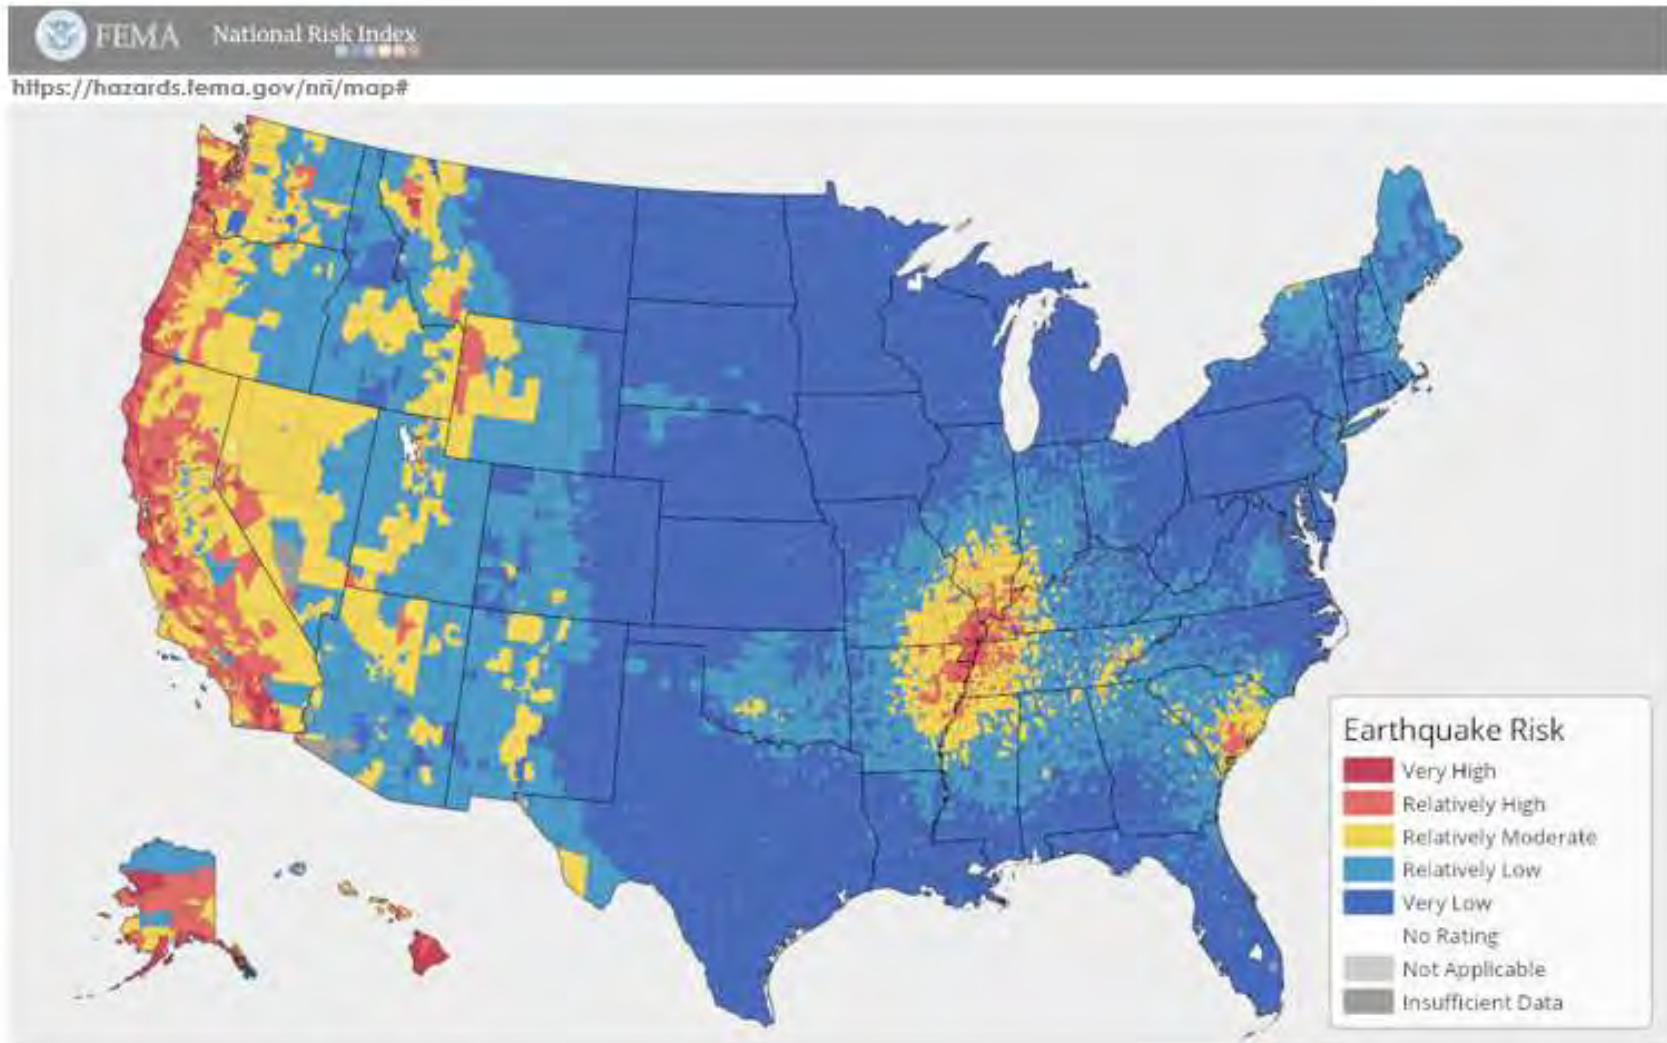 FEMA National Risk Index
https://hazards.fema.gov/nri/map#
Earthquake Risk
Very High
Relatively High
Relatively Moderate
Relatively Low
Very Low
No Rating
Not Applicable
Insufficient Data